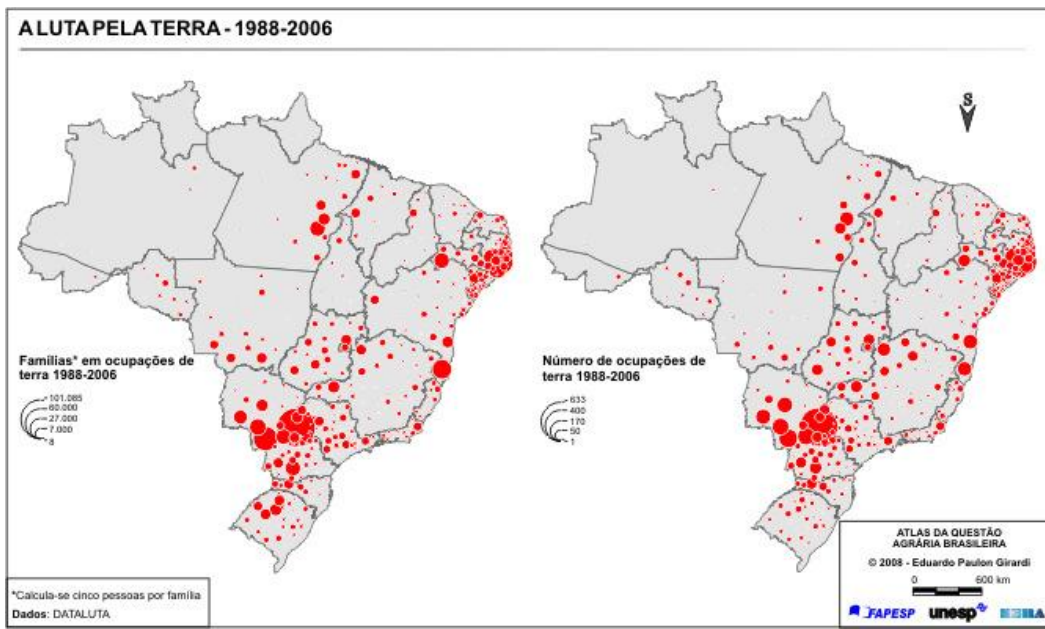 A LUTA PELA TERRA - 1988-2006
S
Famílias* em ocupações de
terra 1988-2006
101.085
60.000
27.000
7.000
8
Número de ocupações de
terra 1988-2006
633
400
170
50
1
*Calcula-se cinco pessoas por família
Dados: DATALUTA
ATLAS DA QUESTÃO
AGRÁRIA BRASILEIRA
© 2008 - Eduardo Paulon Girardi
0 600 km
FAPESP unesp